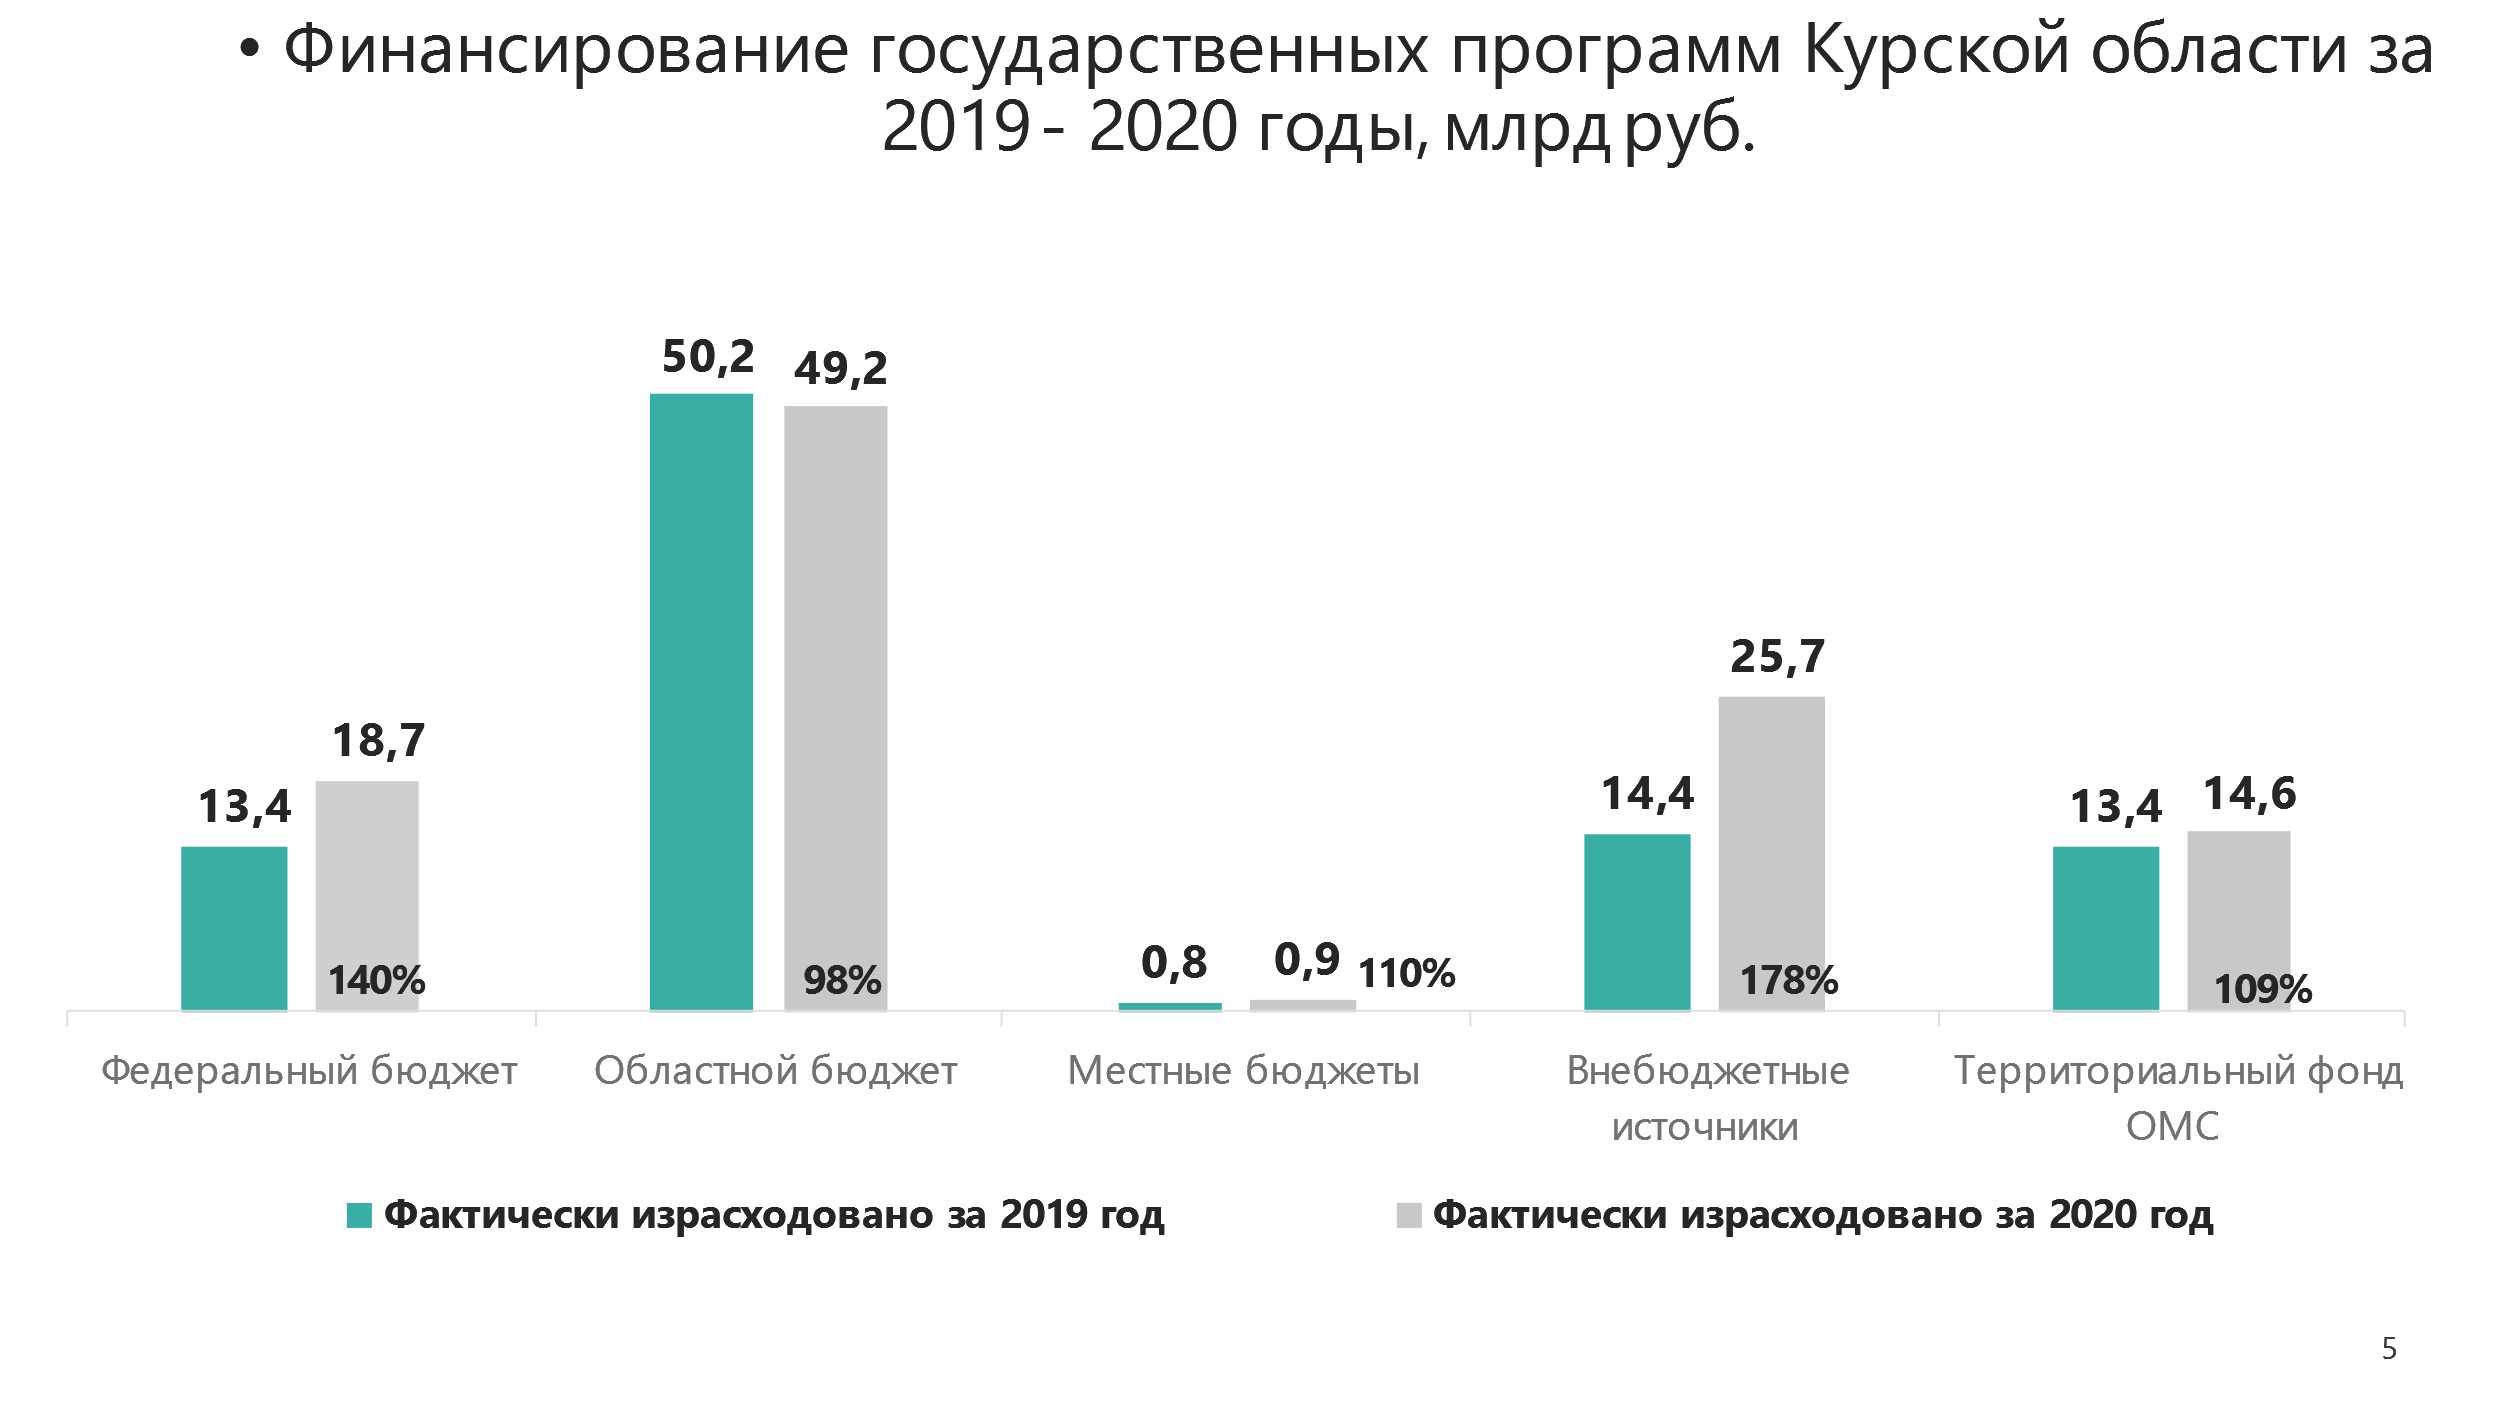 • Финансирование государственных программ Курской области за
2019 - 2020 годы, млрд руб.
50,2
49,2
25,7
18,7
13,4
14,4
13,4
14,6
0,8
0,9
110%
140%
98%
178%
109%
Федеральный бюджет
Областной бюджет
Местные бюджеты
Внебюджетные
источники
Территориальный фонд
ОМС
Фактически израсходовано за 2019 год
Фактически израсходовано за 2020 год
5